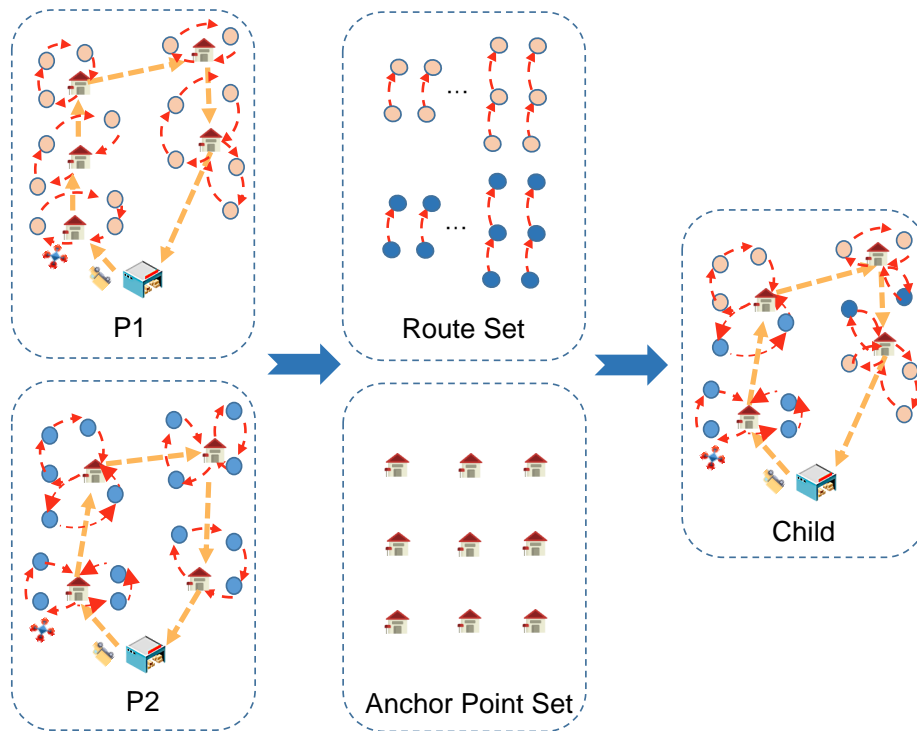 P1
...
...
Route Set
P2
Anchor Point Set
Child